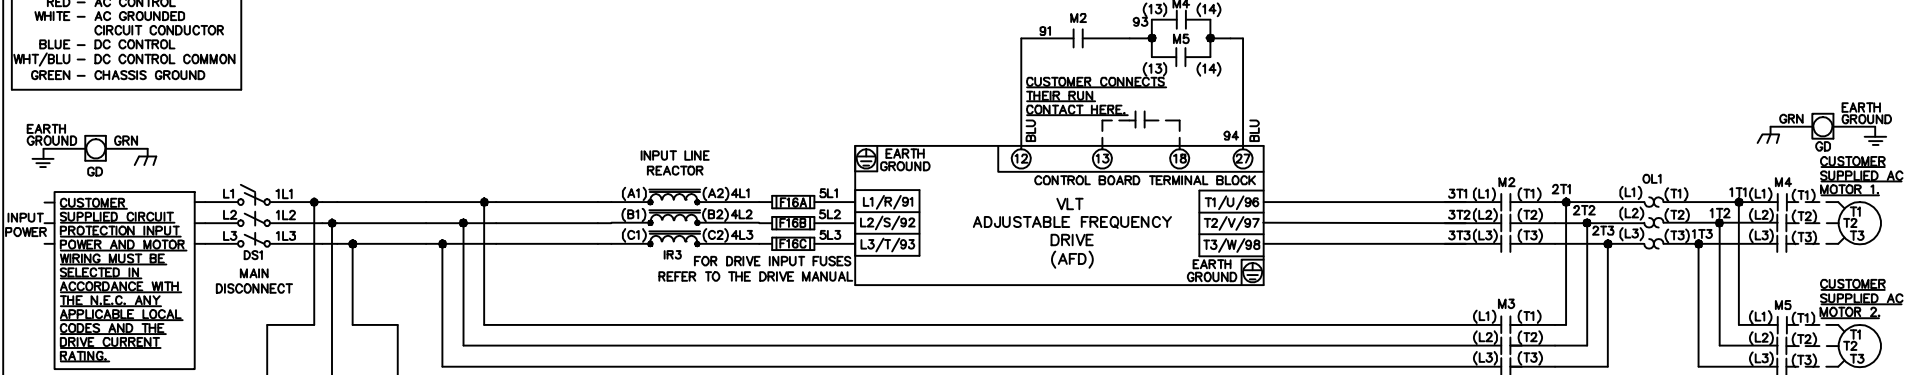 RED – AC CONTROL
WHITE – AC GROUNDED
CIRCUIT CONDUCTOR
BLUE – DC CONTROL
WHT/BLU – DC CONTROL COMMON
GREEN – CHASSIS GROUND
EARTH
GROUND
GRN
GD
INPUT
POWER
CUSTOMER
SUPPLIED CIRCUIT
PROTECTION INPUT
POWER AND MOTOR
WIRING MUST BE
SELECTED IN
ACCORDANCE WITH
THE N.E.C. ANY
APPLICABLE LOCAL
CODES AND THE
DRIVE CURRENT
RATING.
L1 1L1
L2 1L2
L3 1L3
DS1
MAIN
DISCONNECT
INPUT LINE
REACTOR
(A1) (A2) 4L1 F16A 5L1
(B1) (B2) 4L2 F16B 5L2
(C1) (C2) 4L3 F16C 5L3
IR3
FOR DRIVE INPUT FUSES
REFER TO THE DRIVE MANUAL
91 M2 93
(13) M4 (14)
M5
(13) (14)
CUSTOMER CONNECTS
THEIR RUN
CONTACT HERE.
BLU
94 BLU
EARTH
GROUND
12 13 18 27
CONTROL BOARD TERMINAL BLOCK
L1/R/91
L2/S/92
L3/T/93
VLT
ADJUSTABLE FREQUENCY
DRIVE
(AFD)
T1/U/96
T2/V/97
T3/W/98
EARTH
GROUND
M2
3T1 (L1) (T1) 2T1
3T2 (L2) (T2) 2T2
3T3 (L3) (T3) 2T3
OL1
(L1) (T1) 1T1
(L2) (T2) 1T2
(L3) (T3) 1T3
M4
(L1) (T1)
(L2) (T2)
(L3) (T3)
T1
T2
T3
GRN
EARTH
GROUND
GD
CUSTOMER
SUPPLIED AC
MOTOR 1.
M3
(L1) (T1)
(L2) (T2)
(L3) (T3)
M5
(L1) (T1)
(L2) (T2)
(L3) (T3)
T1
T2
T3
CUSTOMER
SUPPLIED AC
MOTOR 2.